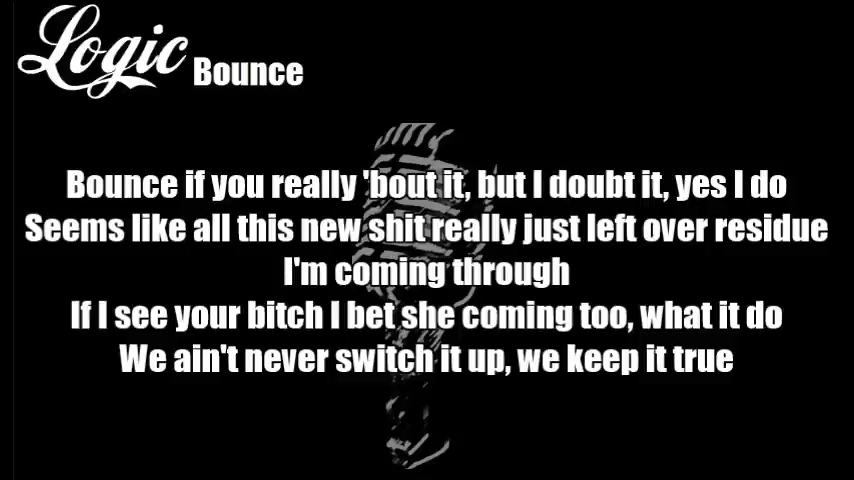 Logic Bounce
Bounce if you really 'bout it, but I doubt it, yes I do
Seems like all this new shit really just left over residue
I'm coming through
If I see your bitch I bet she coming too, what it do
We ain't never switch it up, we keep it true